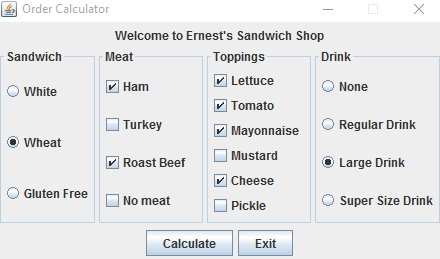 Order Calculator
Welcome to Ernest's Sandwich Shop
Sandwich
White
Wheat
Gluten Free
Meat
Ham
Turkey
Roast Beef
No meat
Toppings
Lettuce
Tomato
Mayonnaise
Mustard
Cheese
Pickle
Drink
None
Regular Drink
Large Drink
Super Size Drink
Calculate
Exit